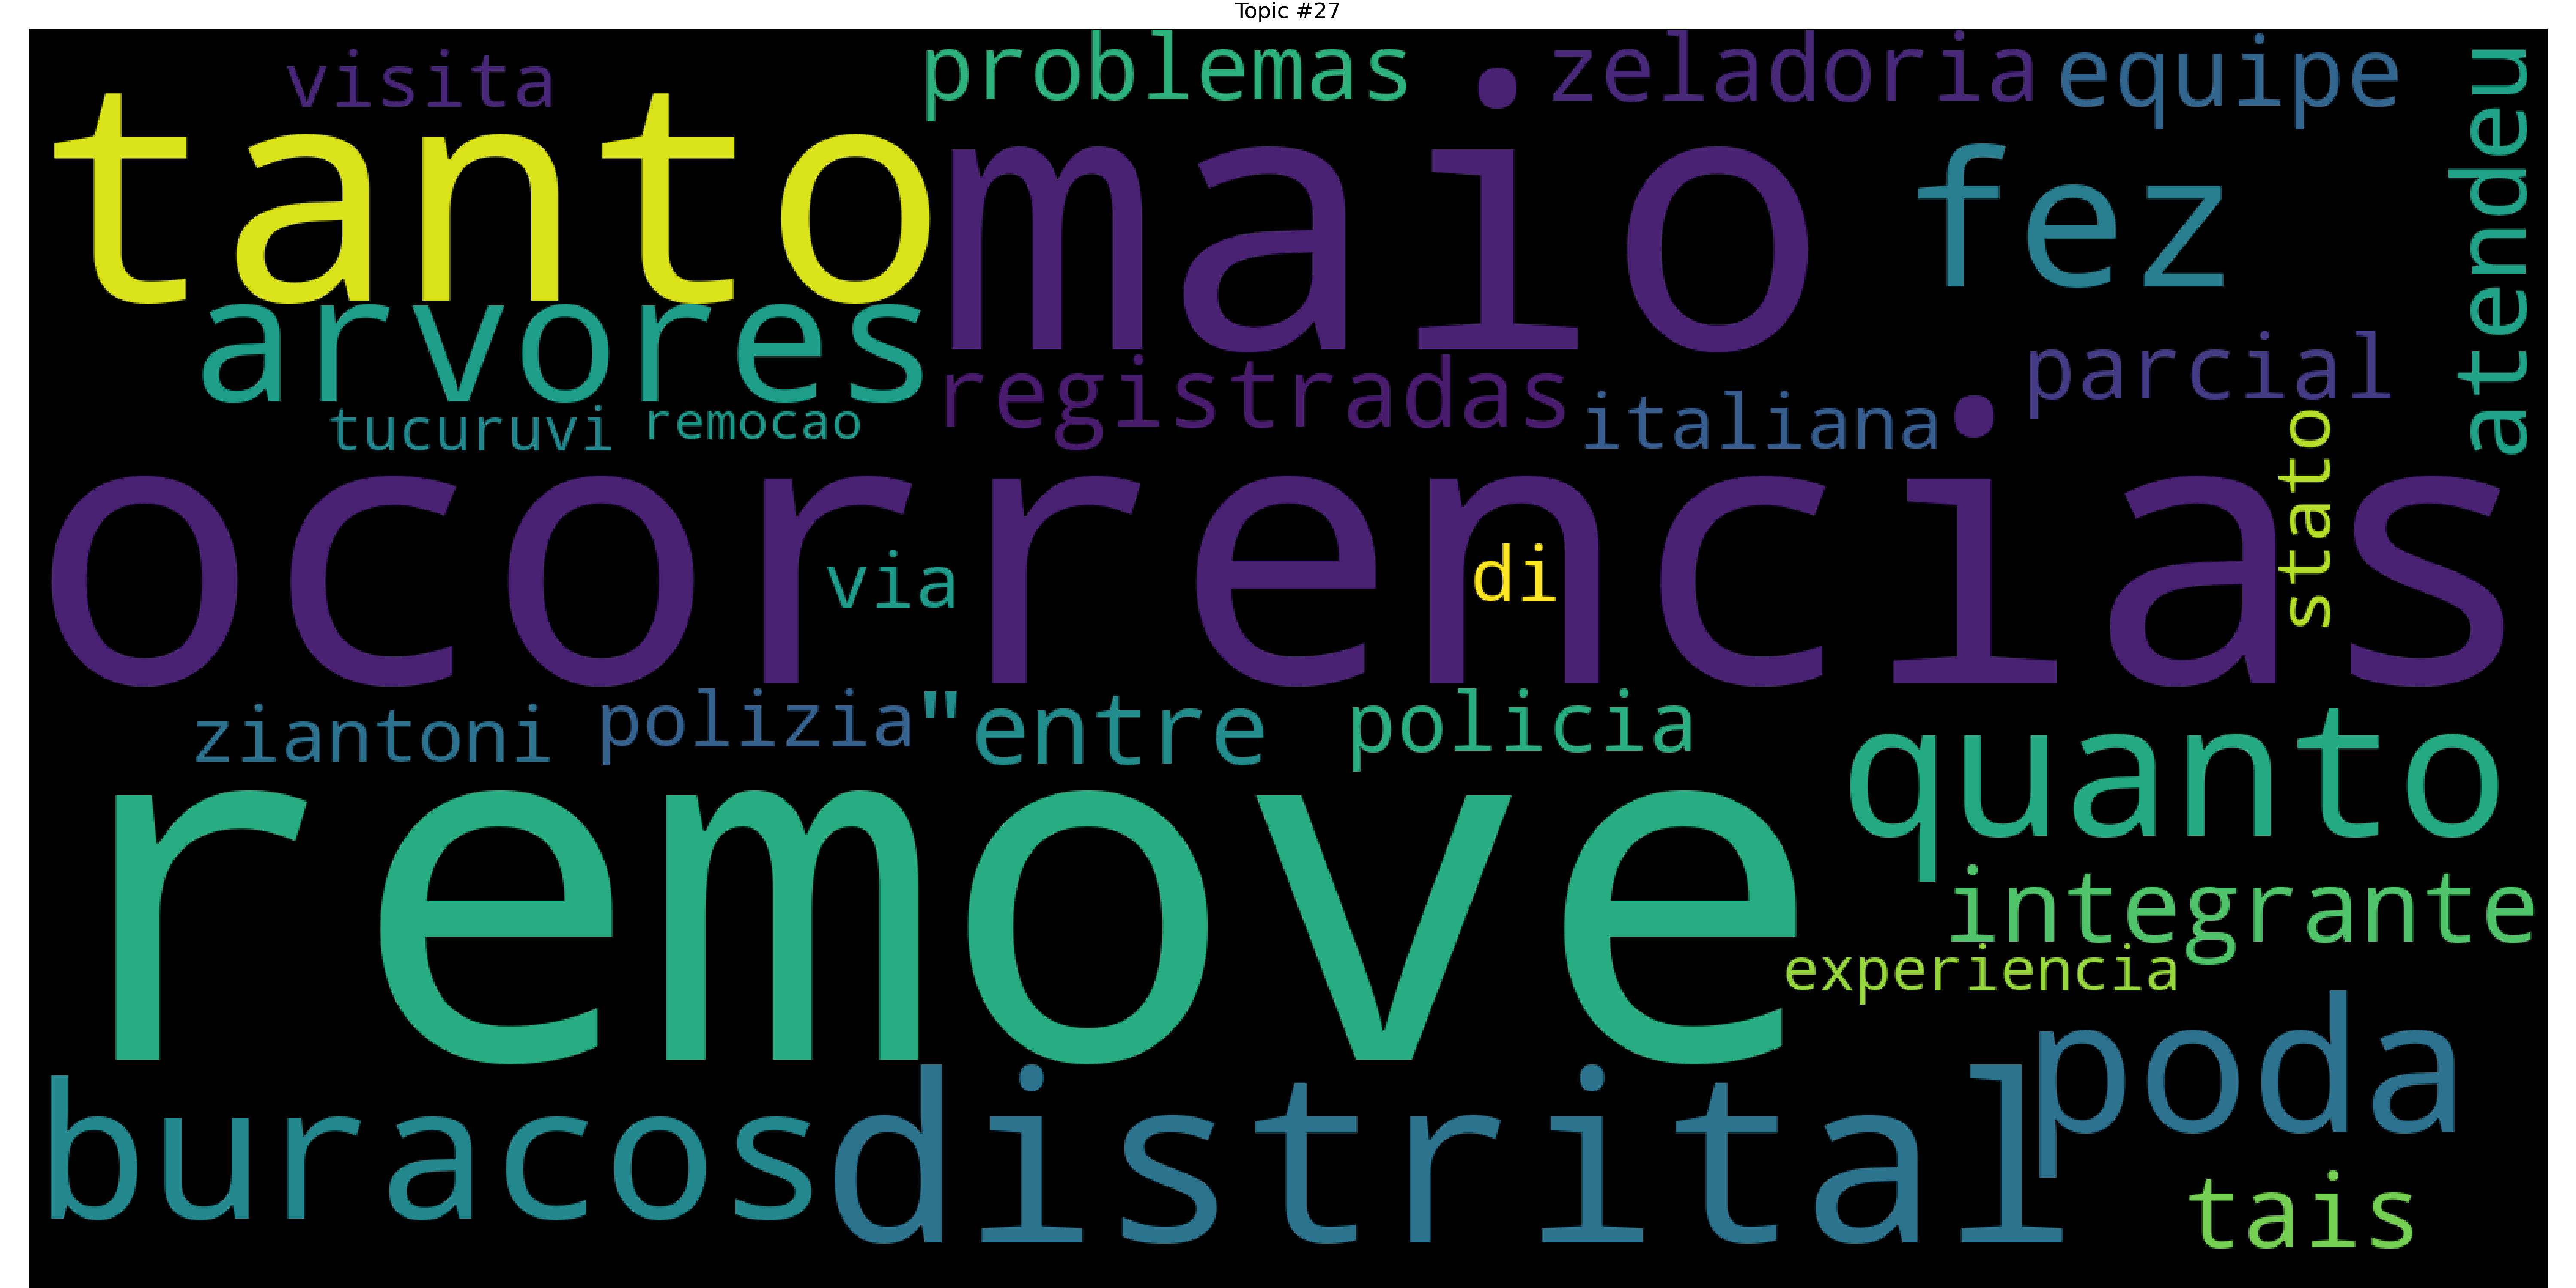 Topic #27
visita
problemas
zeladoria
equipe
atendeu
tanto
maio
fez
arvores
registradas
parcial
italiana
tucuruvi
remocao
stato
ocorrencias
via
di
ziantoni
polizia
"entre
policia
quanto
remove
integrante
experiencia
poda
buracos
distrital
tais